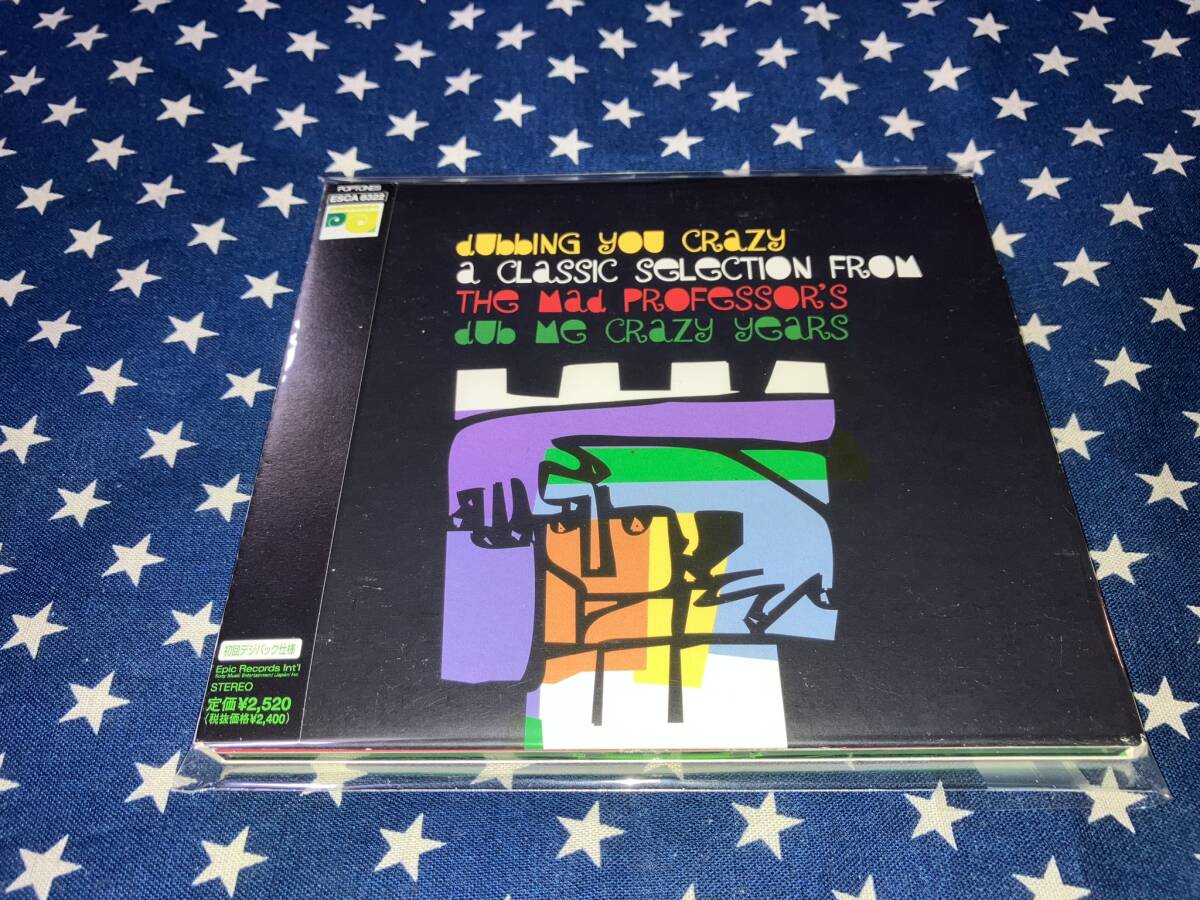 POPTONES
ESCA 8322
dubbing you crazy
a classic selection from
the mad professor's
dub me crazy years
初回デジパック仕様
Epic Records Int'l
Sony Music Entertainment (Japan) Inc.
STEREO
定価¥2,520
(税抜価格¥2,400)